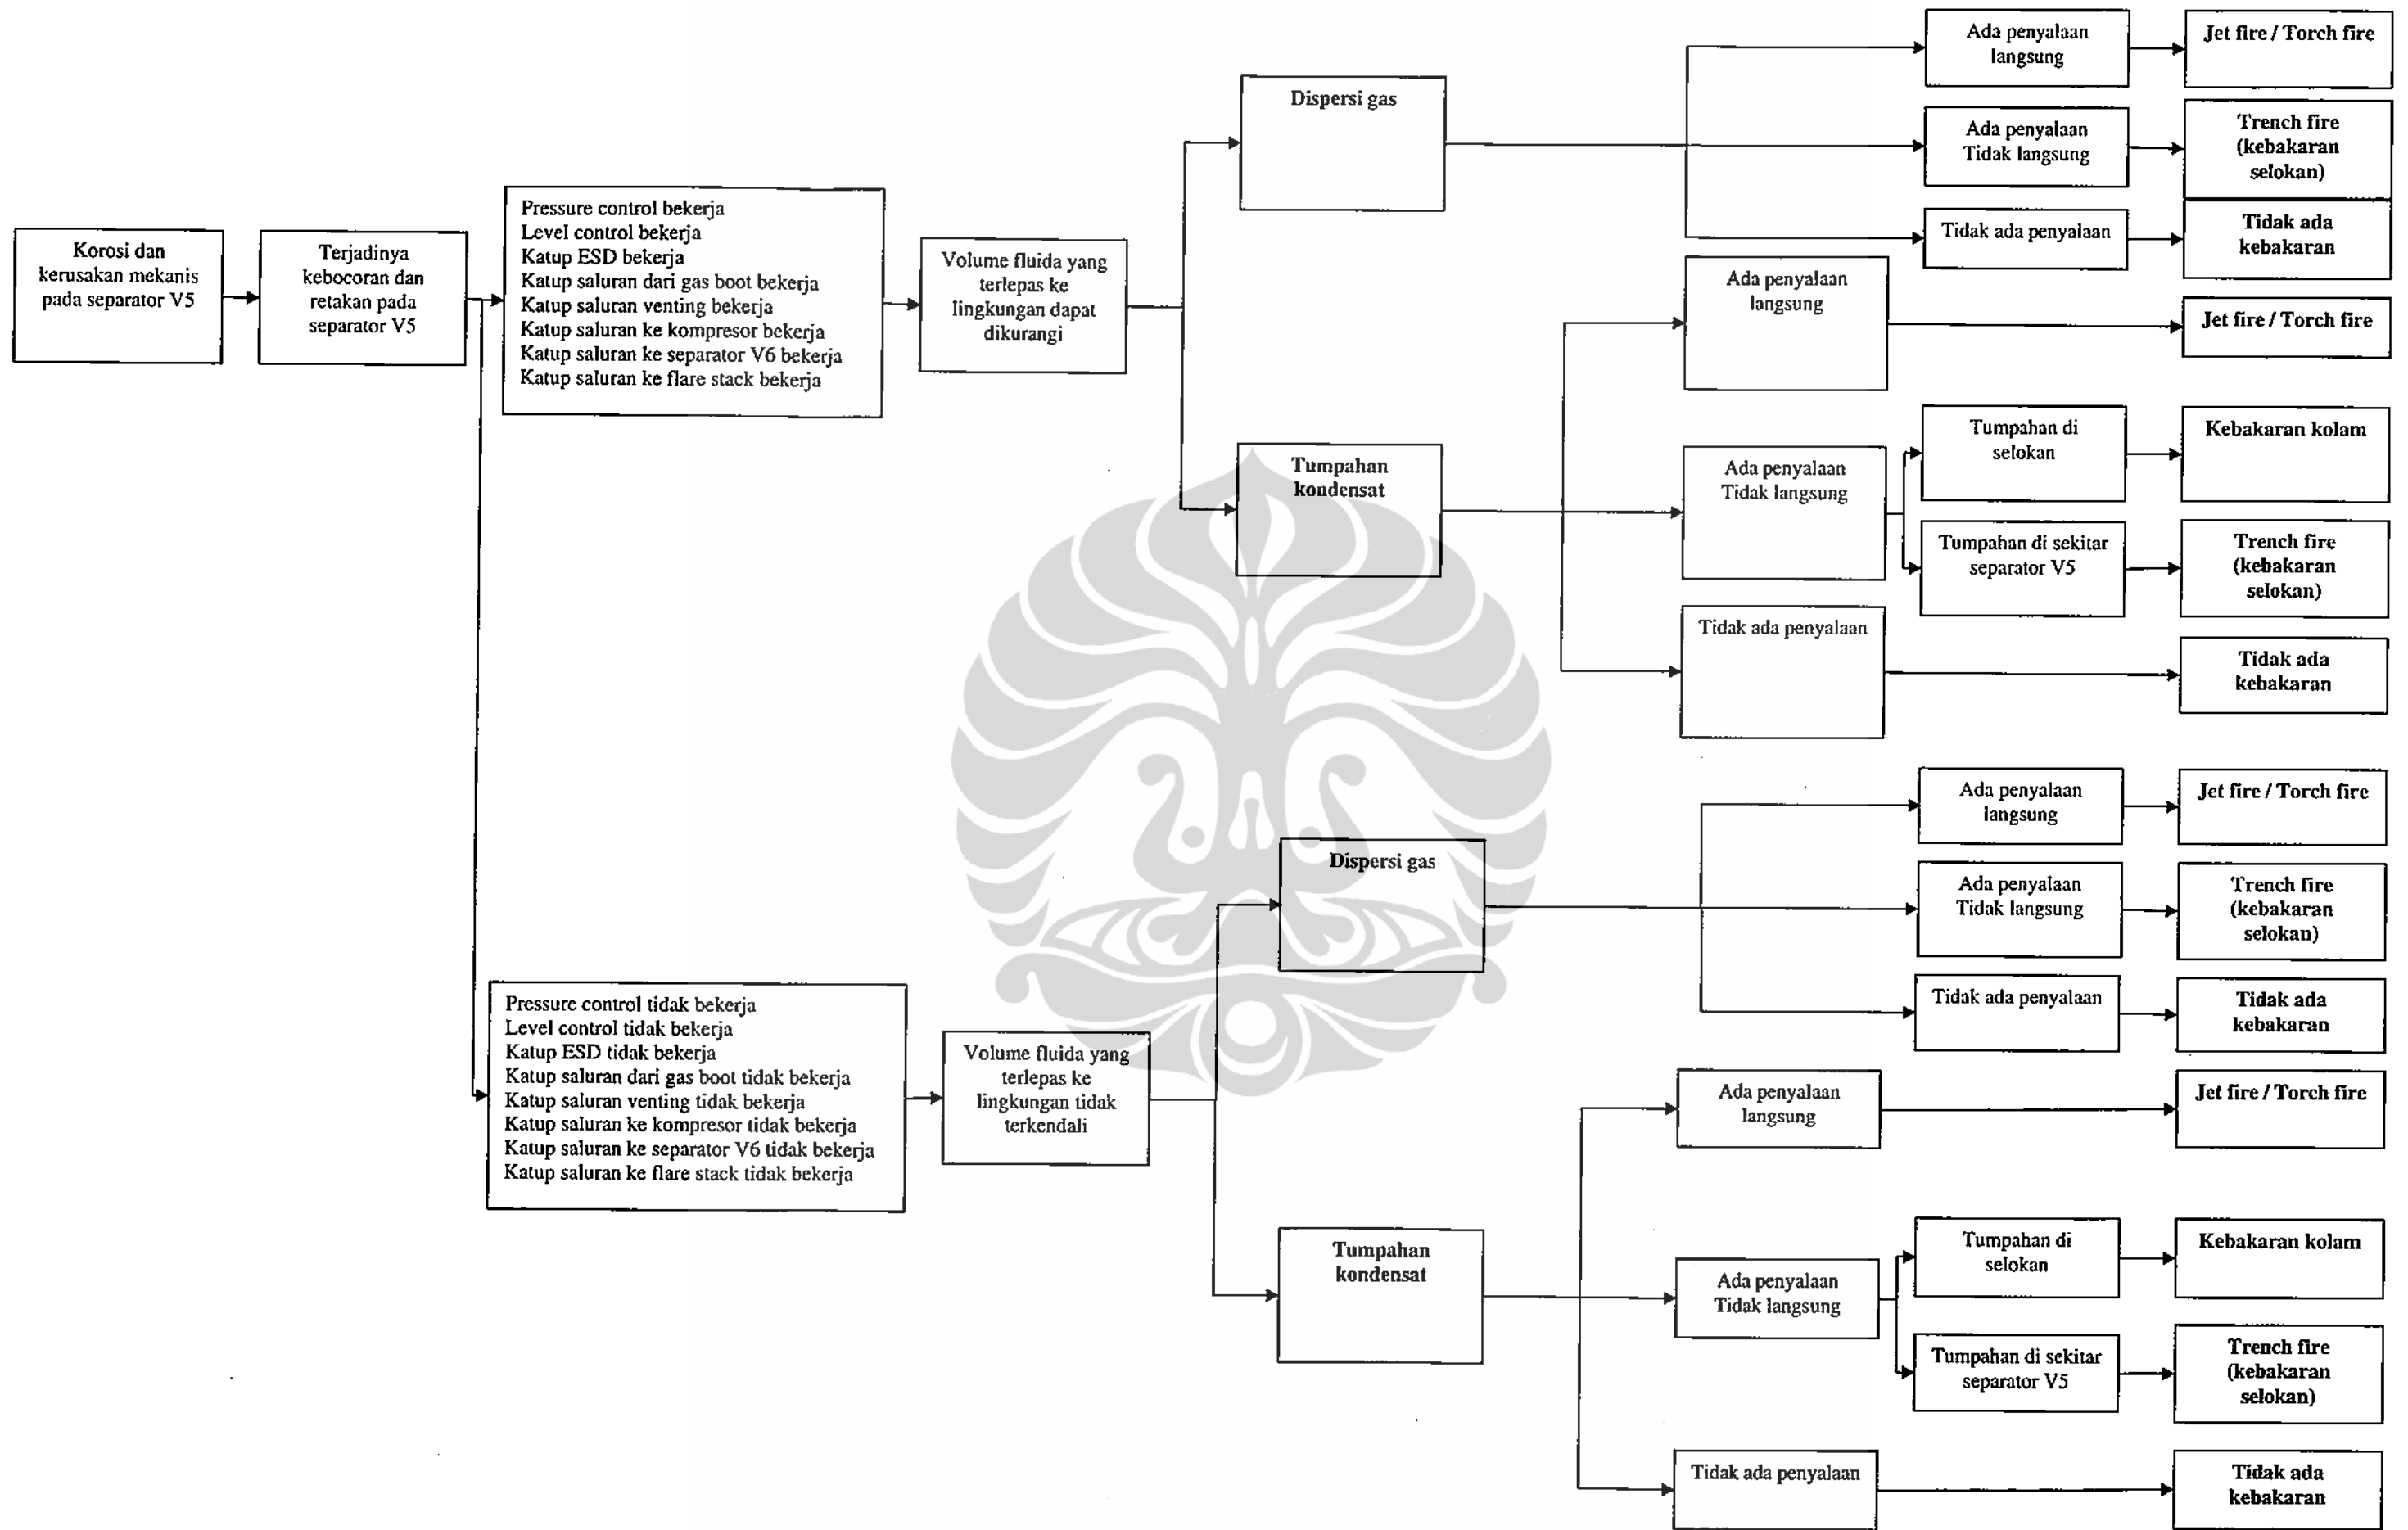 Korosi dan
kerusakan mekanis
pada separator V5
Terjadinya
kebocoran dan
retakan pada
separator V5
Pressure control bekerja
Level control bekerja
Katup ESD bekerja
Katup saluran dari gas boot bekerja
Katup saluran venting bekerja
Katup saluran ke kompresor bekerja
Katup saluran ke separator V6 bekerja
Katup saluran ke flare stack bekerja
Volume fluida yang
terlepas ke
lingkungan dapat
dikurangi
Dispersi gas
Ada penyalaan
langsung
Jet fire / Torch fire
Ada penyalaan
Tidak langsung
Trench fire
(kebakaran
selokan)
Tidak ada penyalaan
Tidak ada
kebakaran
Tumpahan
kondensat
Ada penyalaan
langsung
Jet fire / Torch fire
Ada penyalaan
Tidak langsung
Tumpahan di
selokan
Kebakaran kolam
Tumpahan di sekitar
separator V5
Trench fire
(kebakaran
selokan)
Tidak ada penyalaan
Tidak ada
kebakaran
Pressure control tidak bekerja
Level control tidak bekerja
Katup ESD tidak bekerja
Katup saluran dari gas boot tidak bekerja
Katup saluran venting tidak bekerja
Katup saluran ke kompresor tidak bekerja
Katup saluran ke separator V6 tidak bekerja
Katup saluran ke flare stack tidak bekerja
Volume fluida yang
terlepas ke
lingkungan tidak
terkendali
Dispersi gas
Ada penyalaan
langsung
Jet fire / Torch fire
Ada penyalaan
Tidak langsung
Trench fire
(kebakaran
selokan)
Tidak ada penyalaan
Tidak ada
kebakaran
Tumpahan
kondensat
Ada penyalaan
langsung
Jet fire / Torch fire
Ada penyalaan
Tidak langsung
Tumpahan di
selokan
Kebakaran kolam
Tumpahan di sekitar
separator V5
Trench fire
(kebakaran
selokan)
Tidak ada penyalaan
Tidak ada
kebakaran